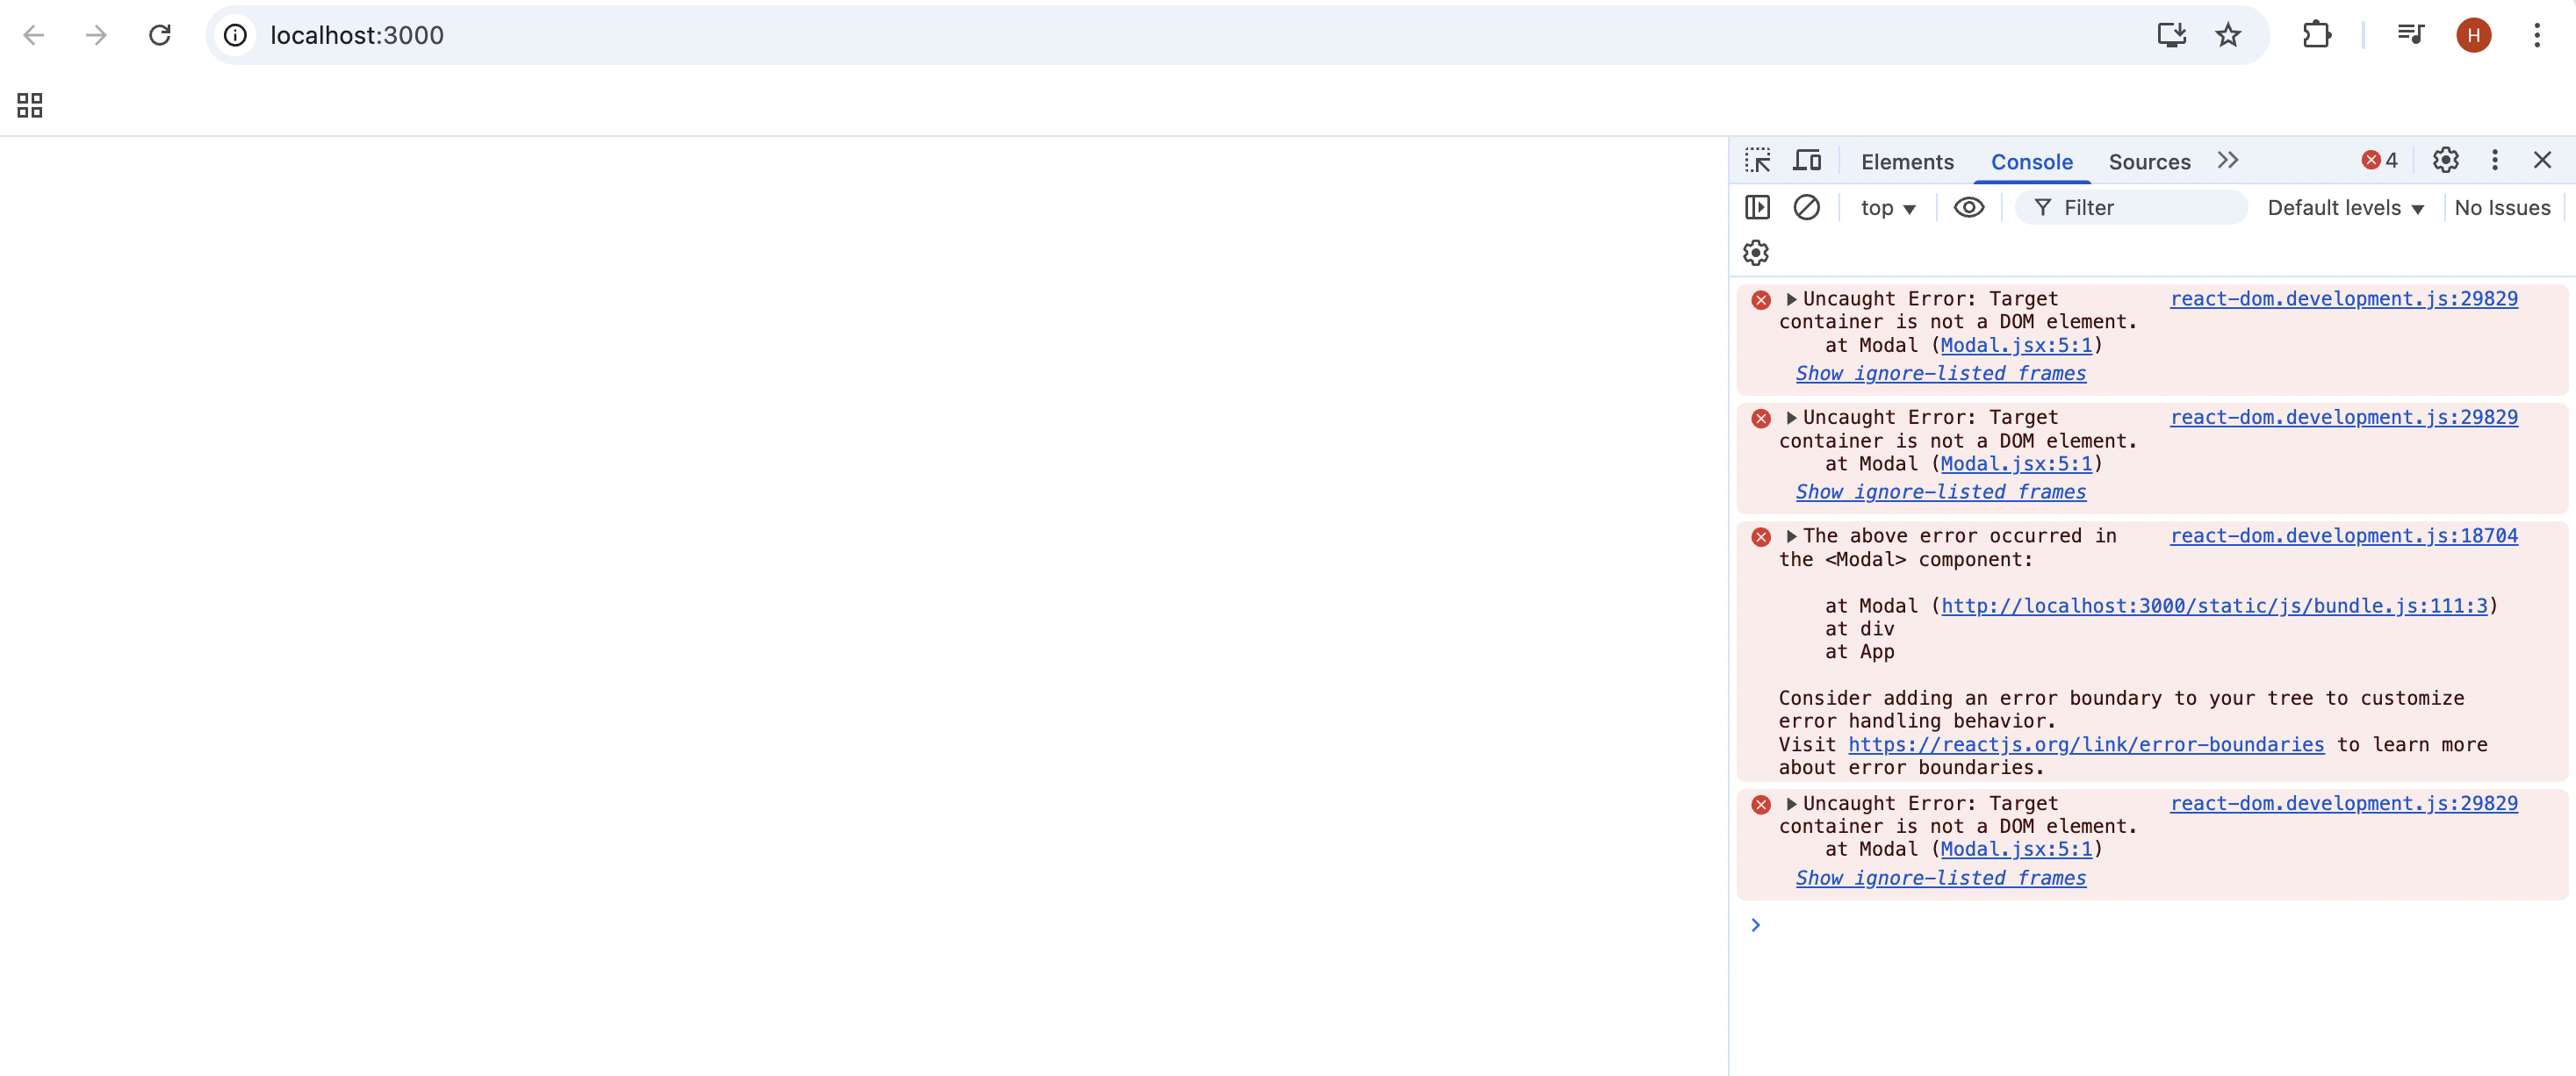 localhost:3000
H
Elements Console Sources 4
top Filter Default levels No Issues
Uncaught Error: Target react-dom.development.js:29829
container is not a DOM element.
at Modal (Modal.jsx:5:1)
Show ignore-listed frames
Uncaught Error: Target react-dom.development.js:29829
container is not a DOM element.
at Modal (Modal.jsx:5:1)
Show ignore-listed frames
The above error occurred in react-dom.development.js:18704
the <Modal> component:
at Modal (http://localhost:3000/static/js/bundle.js:111:3)
at div
at App
Consider adding an error boundary to your tree to customize
error handling behavior.
Visit https://reactjs.org/link/error-boundaries to learn more
about error boundaries.
Uncaught Error: Target react-dom.development.js:29829
container is not a DOM element.
at Modal (Modal.jsx:5:1)
Show ignore-listed frames